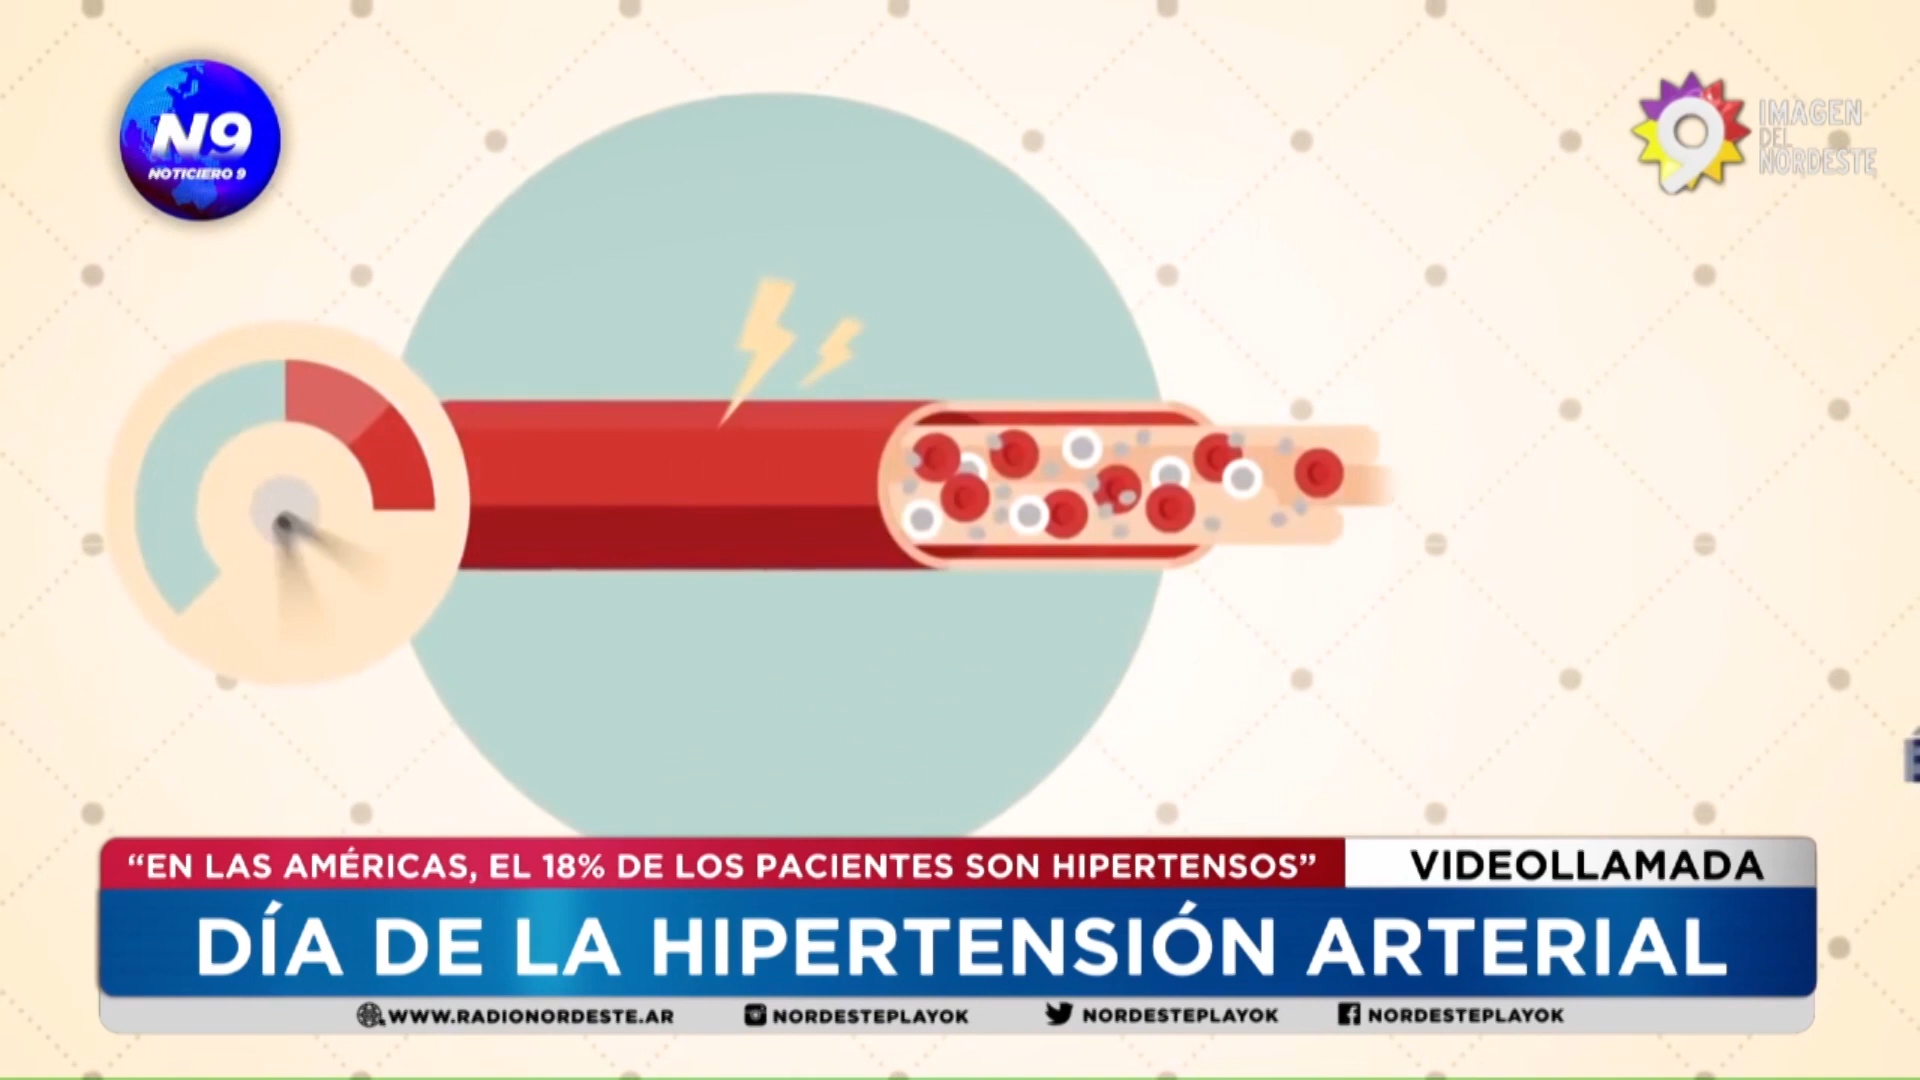 N9
NOTICIERO 9
9
IMAGEN
DEL
NORDESTE
“EN LAS AMÉRICAS, EL 18% DE LOS PACIENTES SON HIPERTENSOS”
VIDEOLLAMADA
DÍA DE LA HIPERTENSIÓN ARTERIAL
WWW.RADIONORDESTE.AR
NORDESTEPLAYOK
NORDESTEPLAYOK
NORDESTEPLAYOK